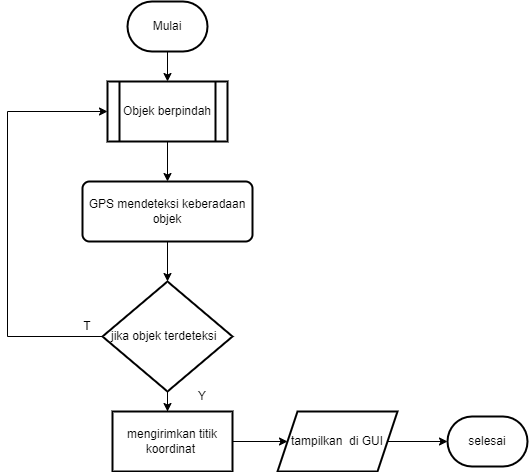 Mulai
Objek berpindah
GPS mendeteksi keberadaan
objek
jika objek terdeteksi
T
Y
mengirimkan titik
koordinat
tampilkan di GUI
selesai